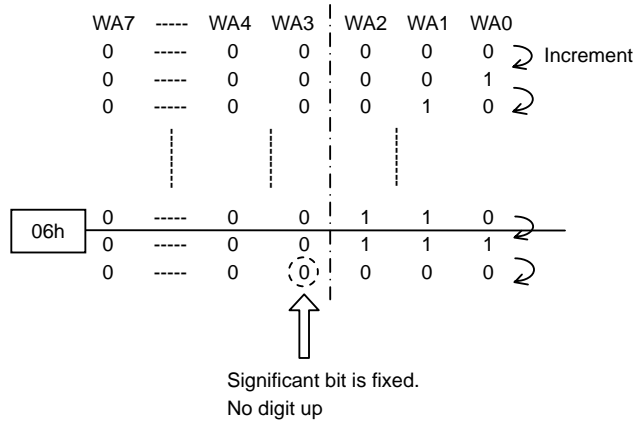 WA7 ----- WA4 WA3 WA2 WA1 WA0
0 ----- 0 0 0 0 0 Increment
0 ----- 0 0 0 0 1
0 ----- 0 0 0 1 0
0 ----- 0 0 1 1 0
06h
0 ----- 0 0 1 1 1
0 ----- 0 0 0 0 0
Significant bit is fixed.
No digit up